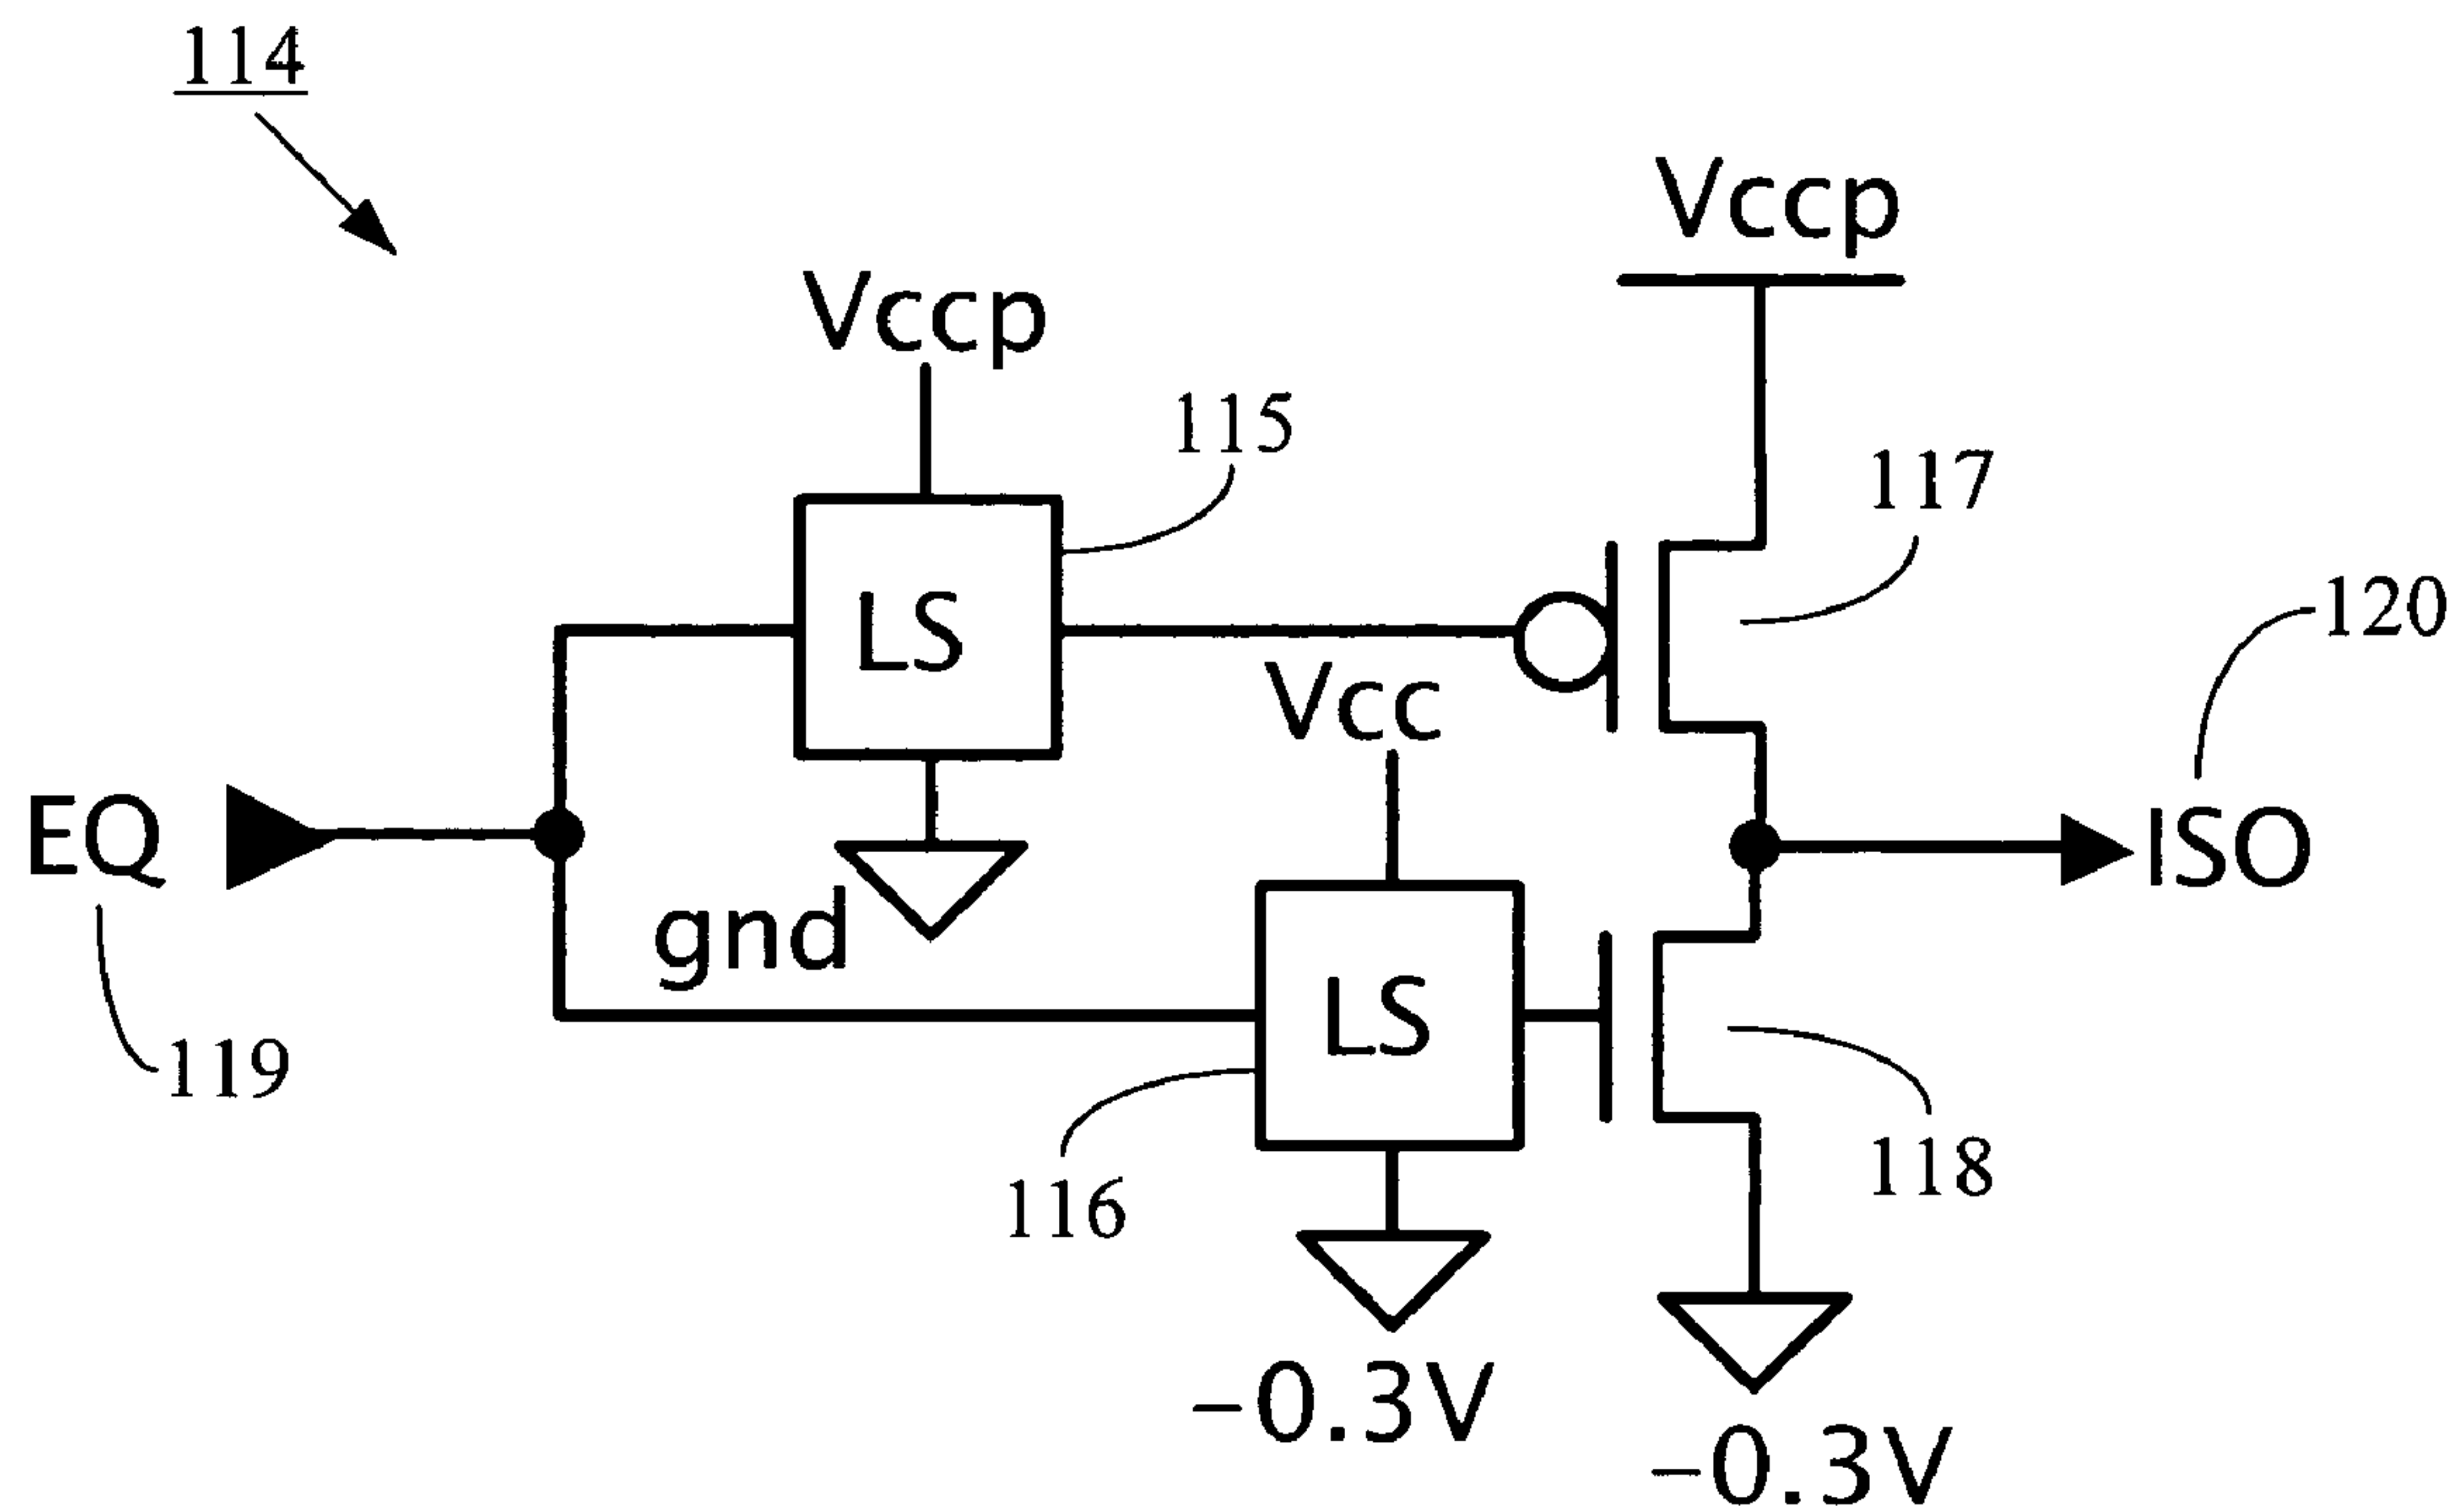 114
Vccp
Vccp
115
117
LS
120
Vcc
EQ
ISO
gnd
LS
119
116
118
−0.3V
−0.3V